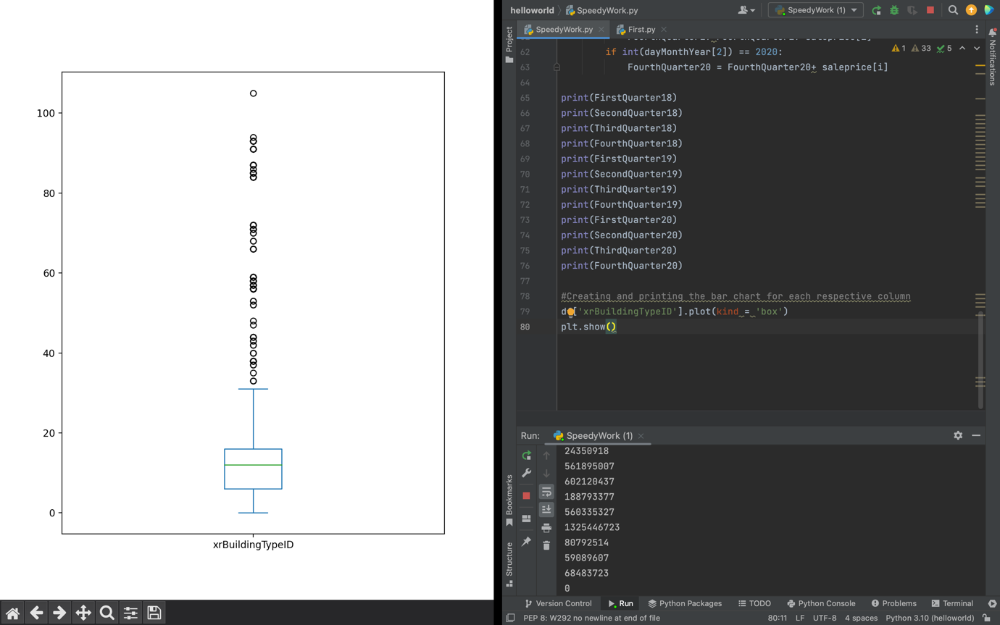 100
80
60
40
20
0
xrBuildingTypeID
helloworld
SpeedyWork.py
SpeedyWork (1)
SpeedyWork.py
First.py
Project
Notifications
1 33 5
62 if int(dayMonthYear[2]) == 2020:
63 FourthQuarter20 = FourthQuarter20+ saleprice[i]
64
65 print(FirstQuarter18)
66 print(SecondQuarter18)
67 print(ThirdQuarter18)
68 print(FourthQuarter18)
69 print(FirstQuarter19)
70 print(SecondQuarter19)
71 print(ThirdQuarter19)
72 print(FourthQuarter19)
73 print(FirstQuarter20)
74 print(SecondQuarter20)
75 print(ThirdQuarter20)
76 print(FourthQuarter20)
77
78 #Creating and printing the bar chart for each respective column
79 d['xrBuildingTypeID'].plot(kind = 'box')
80 plt.show()
Run: SpeedyWork (1)
24350918
561895007
602120437
188793377
560335327
1325446723
80792514
59089607
68483723
0
Bookmarks
Structure
Version Control
Run
Python Packages
TODO
Python Console
Problems
Terminal
PEP 8: W292 no newline at end of file
80:11 LF UTF-8 4 spaces Python 3.10 (helloworld)